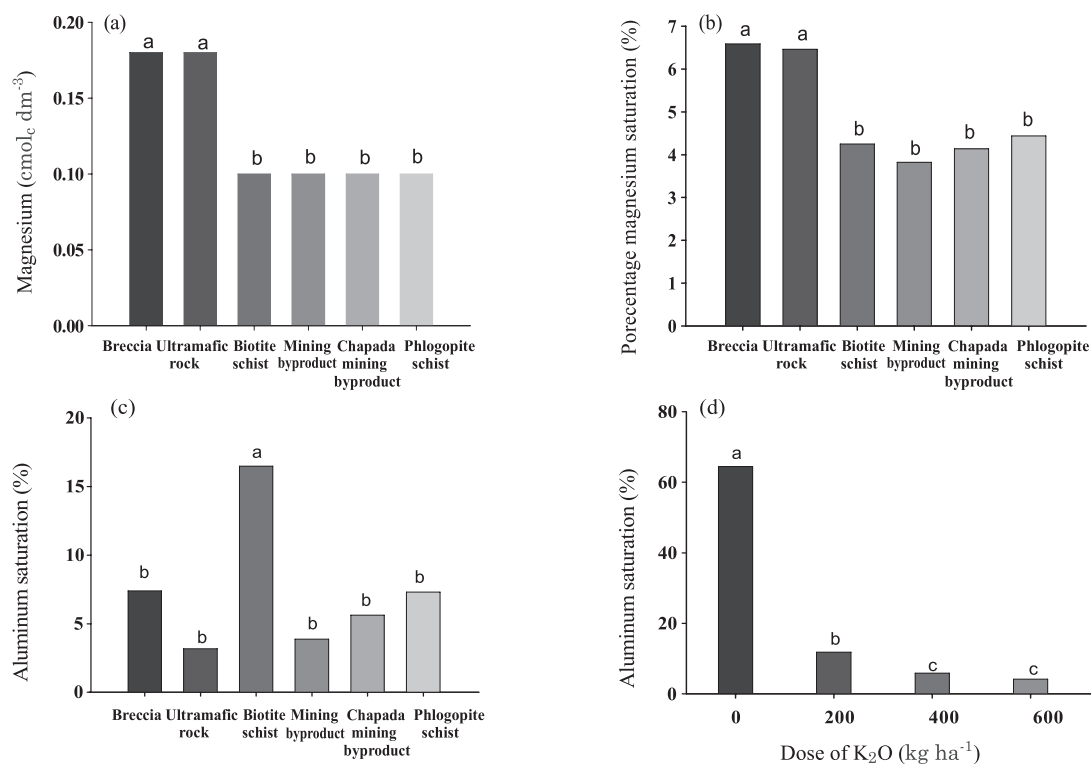 (a)
Magnesium (cmolc dm-3)
0.20
0.15
0.10
0.05
0.00
a a b b b b
Breccia Ultramafic rock Biotite schist Mining byproduct Chapada mining byproduct Phlogopite schist
(b)
Porecentage magnesium saturation (%)
7
6
5
4
3
2
1
0
a a b b b b
Breccia Ultramafic rock Biotite schist Mining byproduct Chapada mining byproduct Phlogopite schist
(c)
Aluminum saturation (%)
20
15
10
5
0
b b a b b b
Breccia Ultramafic rock Biotite schist Mining byproduct Chapada mining byproduct Phlogopite schist
(d)
Aluminum saturation (%)
80
60
40
20
0
a b c c
0 200 400 600
Dose of K2O (kg ha-1)